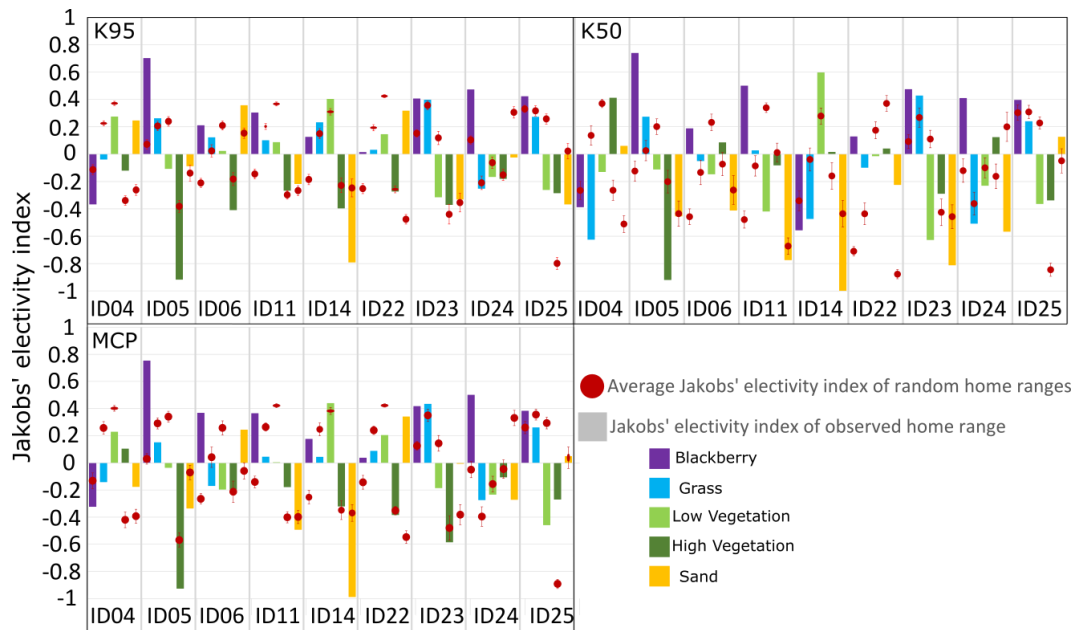 Jakobs' electivity index
K95
1
0.8
0.6
0.4
0.2
0
-0.2
-0.4
-0.6
-0.8
-1
ID04 ID05 ID06 ID11 ID14 ID22 ID23 ID24 ID25
K50
ID04 ID05 ID06 ID11 ID14 ID22 ID23 ID24 ID25
MCP
1
0.8
0.6
0.4
0.2
0
-0.2
-0.4
-0.6
-0.8
-1
ID04 ID05 ID06 ID11 ID14 ID22 ID23 ID24 ID25
Average Jakobs' electivity index of random home ranges
Jakobs' electivity index of observed home range
Blackberry
Grass
Low Vegetation
High Vegetation
Sand